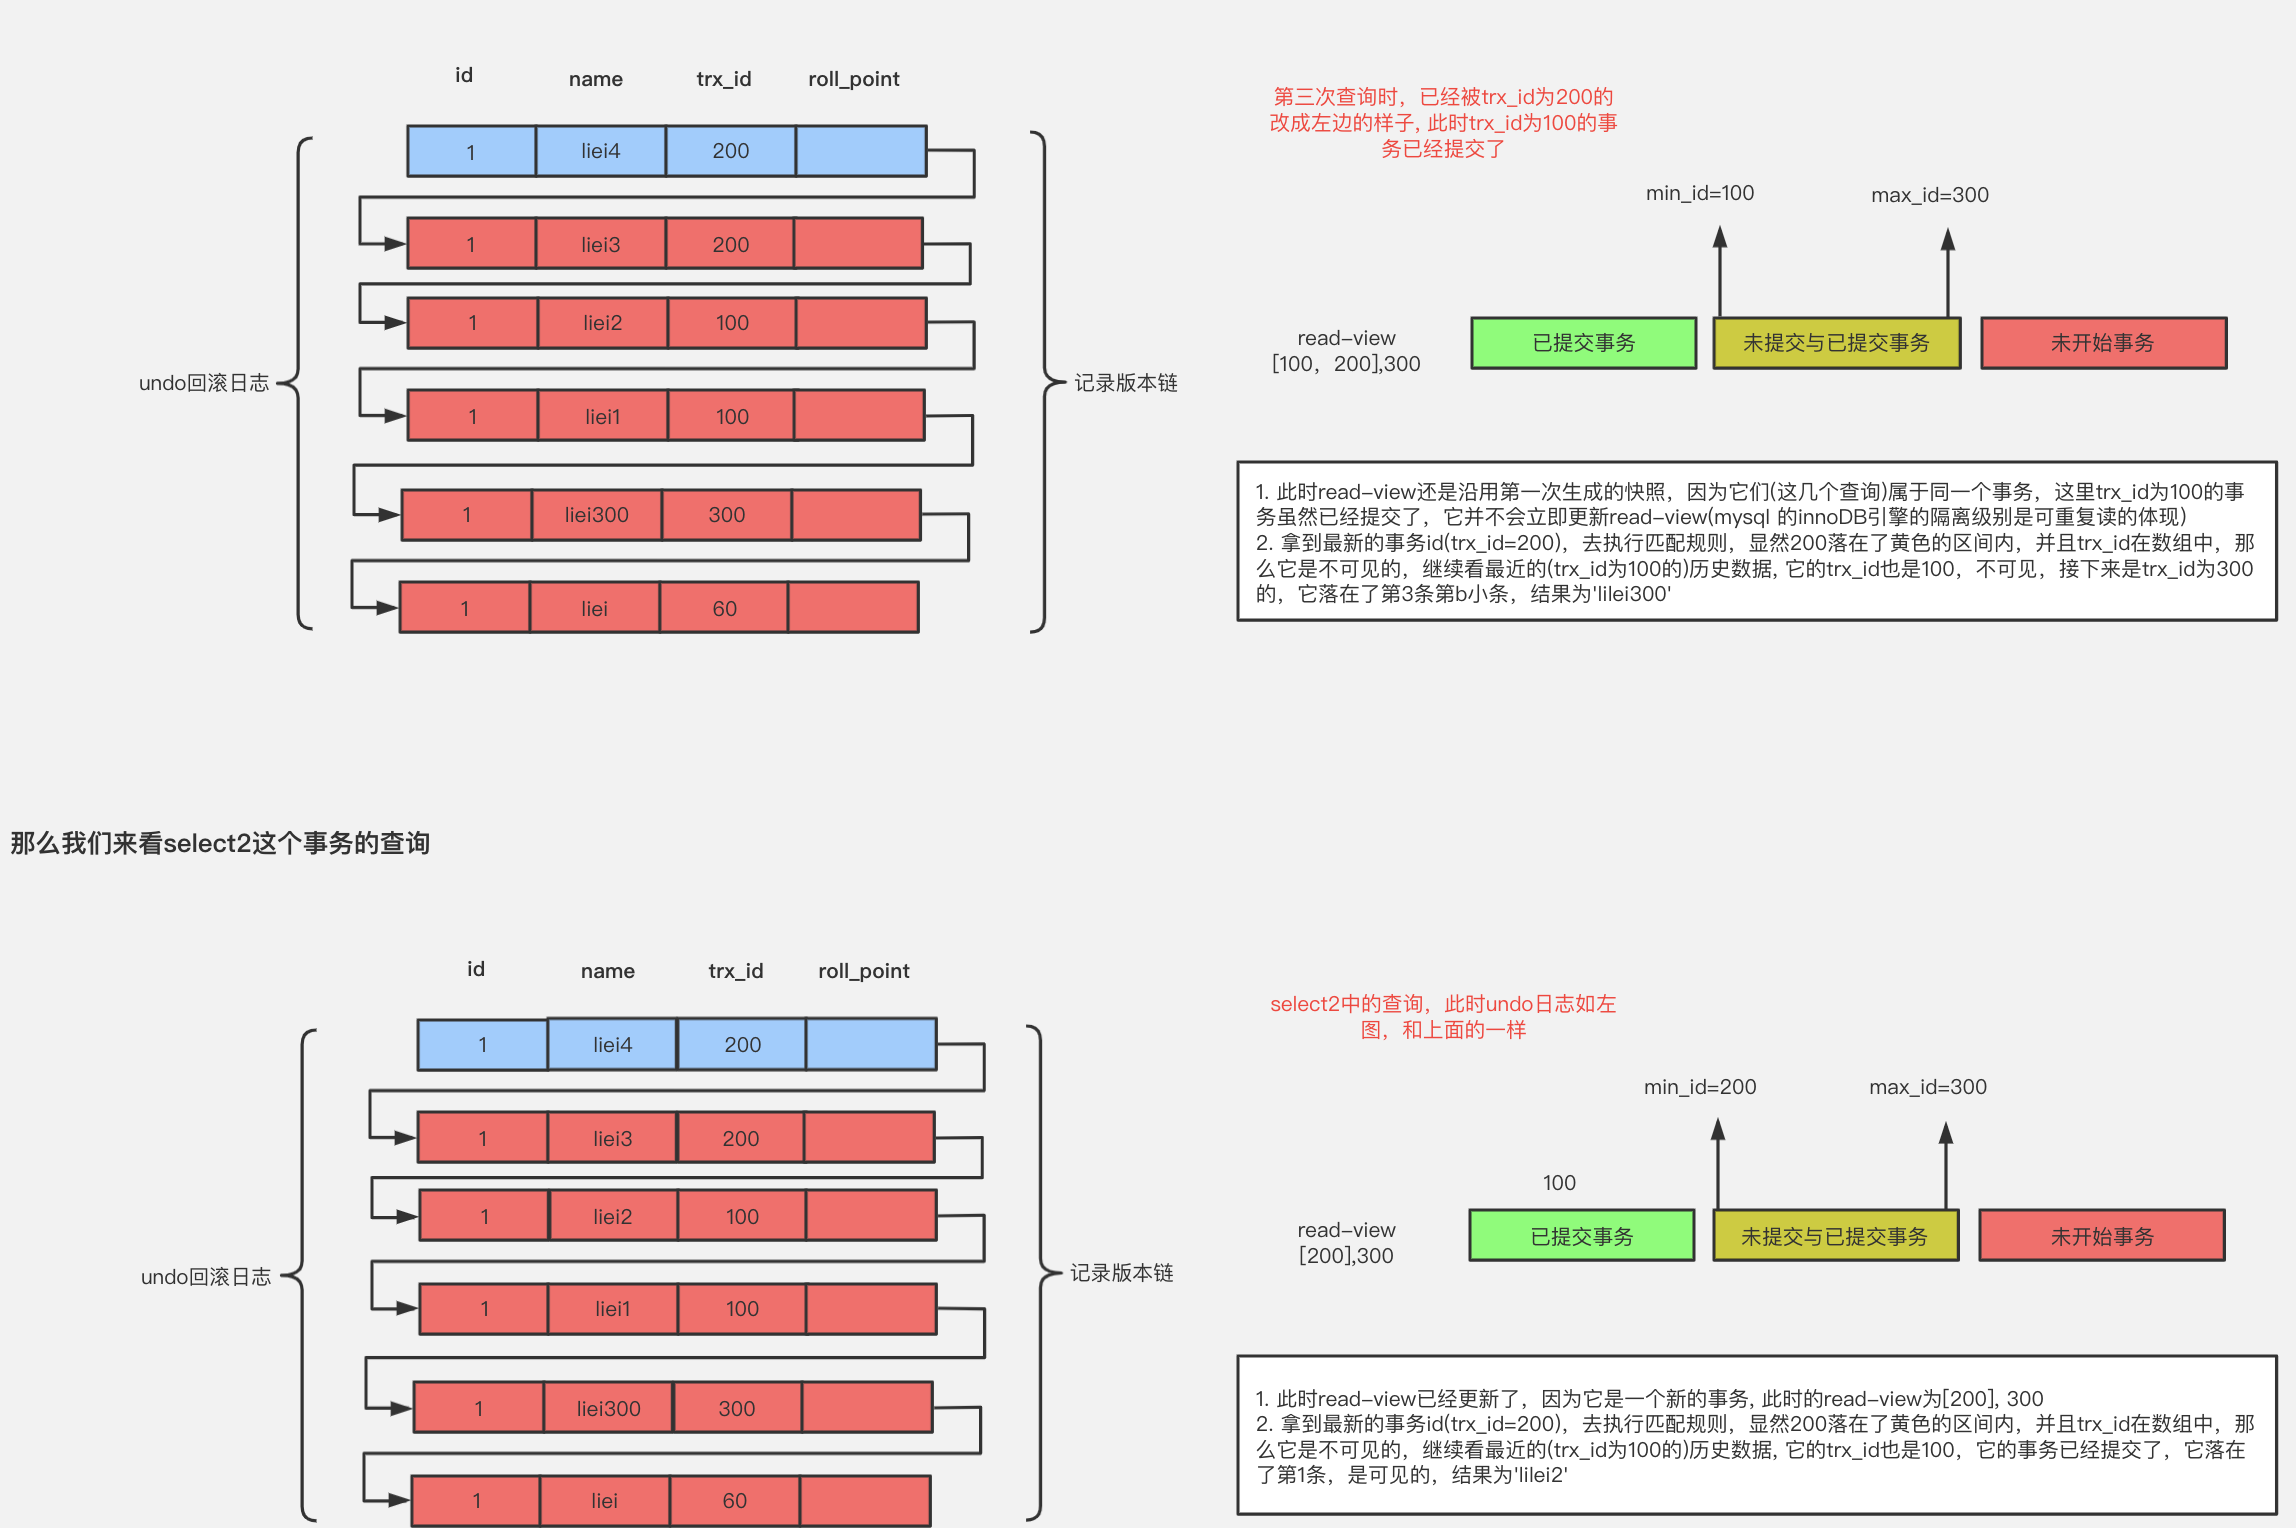 id name trx_id roll_point
1 liei4 200
1 liei3 200
1 liei2 100
1 liei1 100
1 liei300 300
1 liei 60
undo回滚日志
记录版本链
第三次查询时，已经被trx_id为200的
改成左边的样子, 此时trx_id为100的事
务已经提交了
min_id=100 max_id=300
read-view
[100，200],300
已提交事务 未提交与已提交事务 未开始事务
1. 此时read-view还是沿用第一次生成的快照，因为它们(这几个查询)属于同一个事务，这里trx_id为100的事
务虽然已经提交了，它并不会立即更新read-view(mysql 的innoDB引擎的隔离级别是可重复读的体现)
2. 拿到最新的事务id(trx_id=200)，去执行匹配规则，显然200落在了黄色的区间内，并且trx_id在数组中，那
么它是不可见的，继续看最近的(trx_id为100的)历史数据, 它的trx_id也是100，不可见，接下来是trx_id为300
的，它落在了第3条第b小条，结果为'lilei300'
那么我们来看select2这个事务的查询
id name trx_id roll_point
1 liei4 200
1 liei3 200
1 liei2 100
1 liei1 100
1 liei300 300
1 liei 60
undo回滚日志
记录版本链
select2中的查询，此时undo日志如左
图，和上面的一样
min_id=200 max_id=300
100
read-view
[200],300
已提交事务 未提交与已提交事务 未开始事务
1. 此时read-view已经更新了，因为它是一个新的事务, 此时的read-view为[200], 300
2. 拿到最新的事务id(trx_id=200)，去执行匹配规则，显然200落在了黄色的区间内，并且trx_id在数组中，那
么它是不可见的，继续看最近的(trx_id为100的)历史数据, 它的trx_id也是100，它的事务已经提交了，它落在
了第1条，是可见的，结果为'lilei2'